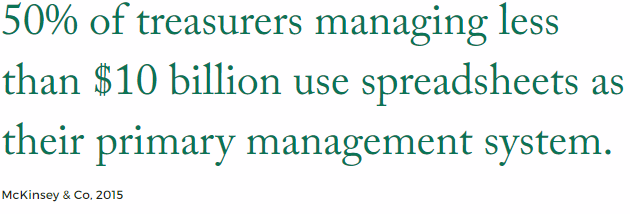 50% of treasurers managing less
than $10 billion use spreadsheets as
their primary management system.
McKinsey & Co, 2015